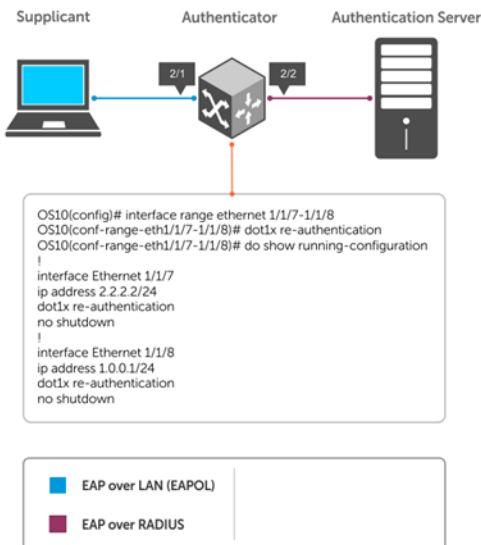 Supplicant
Authenticator
Authentication Server
2/1
2/2
OS10(config)# interface range ethernet 1/1/7-1/1/8
OS10(conf-range-eth1/1/7-1/1/8)# dot1x re-authentication
OS10(conf-range-eth1/1/7-1/1/8)# do show running-configuration
!
interface Ethernet 1/1/7
ip address 2.2.2.2/24
dot1x re-authentication
no shutdown
!
interface Ethernet 1/1/8
ip address 1.0.0.1/24
dot1x re-authentication
no shutdown
EAP over LAN (EAPOL)
EAP over RADIUS